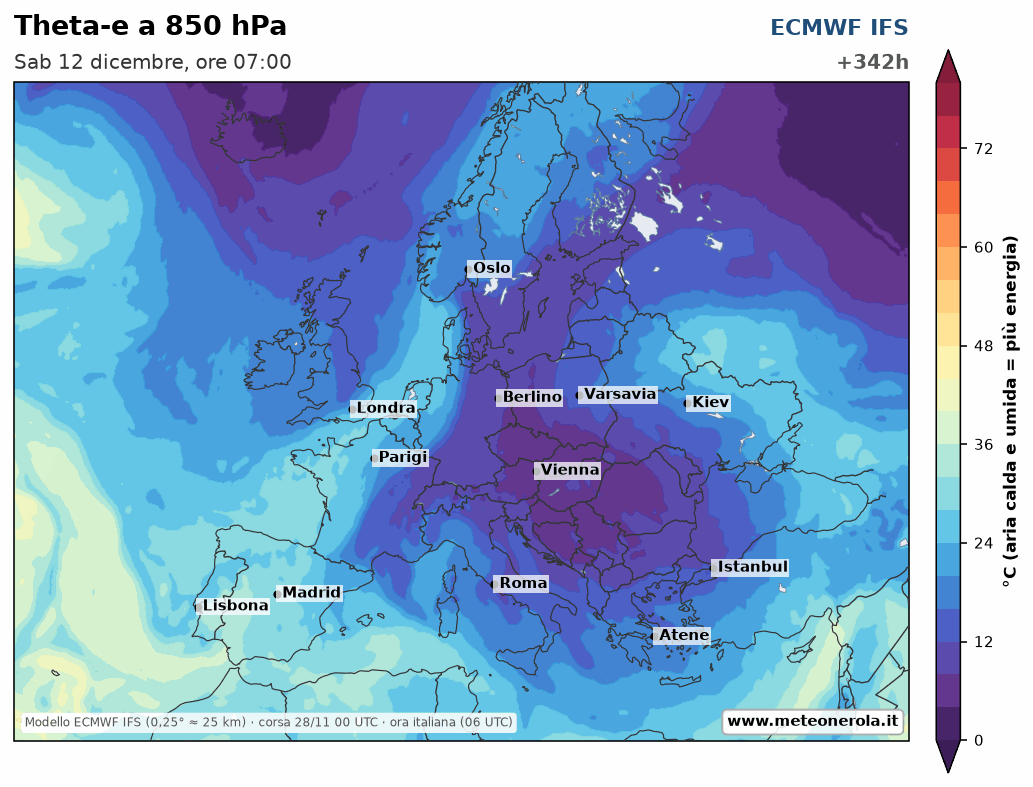 Theta-e a 850 hPa
ECMWF IFS
Sab 12 dicembre, ore 07:00
+342h
72
60
48
36
24
12
0
°C (aria calda e umida = più energia)
Oslo
Berlino
Varsavia
Kiev
Londra
Parigi
Vienna
Istanbul
Roma
Madrid
Lisbona
Atene
Modello ECMWF IFS (0,25° ≈ 25 km) · corsa 28/11 00 UTC · ora italiana (06 UTC)
www.meteonerola.it